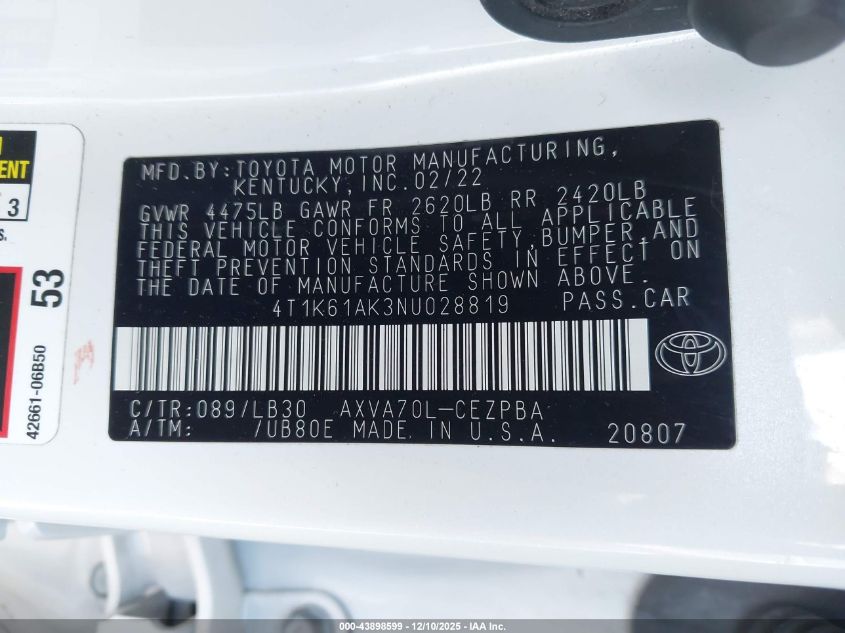 MFD.BY:TOYOTA MOTOR MANUFACTURING,
KENTUCKY,INC.02/22
GVWR 4475LB GAWR FR 2620LB RR 2420LB
THIS VEHICLE CONFORMS TO ALL APPLICABLE
FEDERAL MOTOR VEHICLE SAFETY,BUMPER,AND
THEFT PREVENTION STANDARDS IN EFFECT ON
THE DATE OF MANUFACTURE SHOWN ABOVE.
4T1K61AK3NU028819 PASS.CAR
C/TR:089/LB30 AXVA70L-CEZPBA
A/TM: /UB80E MADE IN U.S.A. 20807
3
53
42661-06B50
000-43898599 - 12/10/2025 - IAA Inc.